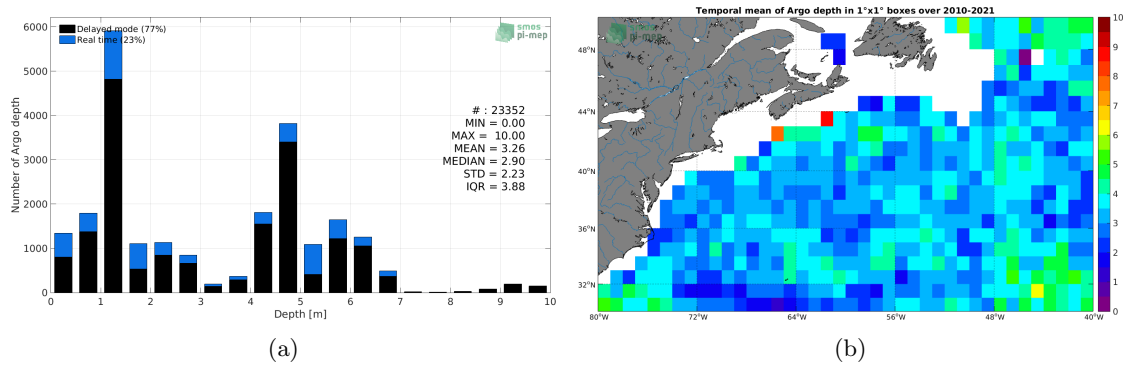 Delayed mode (77%)
Real time (23%)
smos
pi-mep
# : 23352
MIN = 0.00
MAX = 10.00
MEAN = 3.26
MEDIAN = 2.90
STD = 2.23
IQR = 3.88
Number of Argo depth
6000
5000
4000
3000
2000
1000
0
0 1 2 3 4 5 6 7 8 9 10
Depth [m]
(a)
Temporal mean of Argo depth in 1°x1° boxes over 2010-2021
smos
pi-mep
48°N
44°N
40°N
36°N
32°N
80°W 72°W 64°W 56°W 48°W 40°W
10
9
8
7
6
5
4
3
2
1
0
(b)